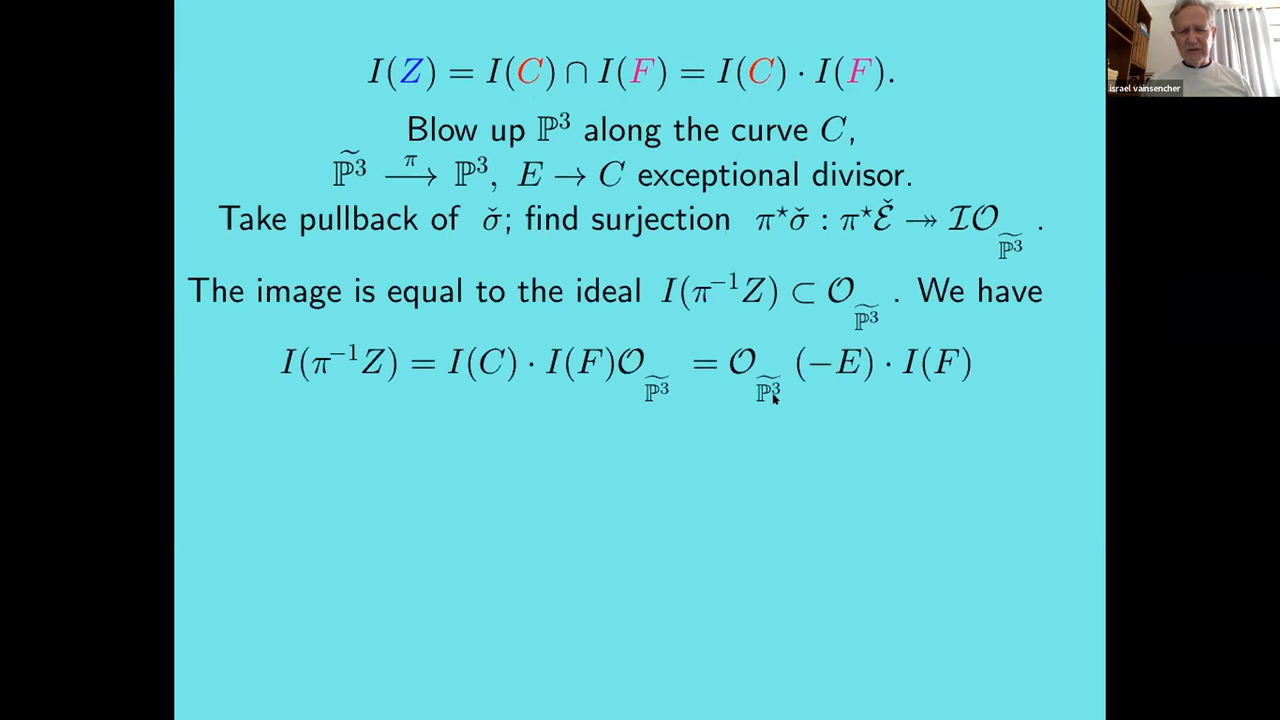 I(Z) = I(C) ∩ I(F) = I(C) · I(F).
Blow up ℙ³ along the curve C,
ℙ̃³ —π→ ℙ³, E → C exceptional divisor.
Take pullback of σ̌; find surjection π*σ̌ : π*ℰ̌ ↠ ℐ𝒪_ℙ̃³ .
The image is equal to the ideal I(π⁻¹Z) ⊂ 𝒪_ℙ̃³ . We have
I(π⁻¹Z) = I(C) · I(F)𝒪_ℙ̃³ = 𝒪_ℙ̃³ (−E) · I(F)
israel vainsencher